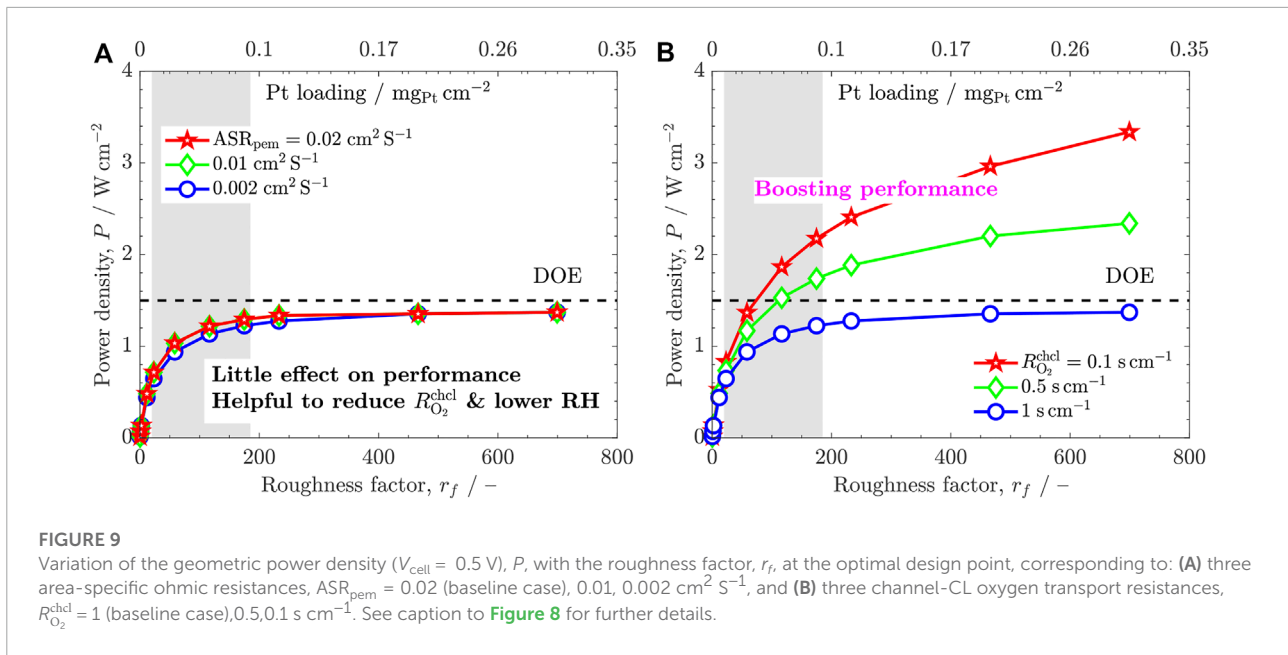 0 0.1 0.17 0.26 0.35
A
4
Pt loading / mgPt cm−2
ASRpem = 0.02 cm2 S−1
0.01 cm2 S−1
0.002 cm2 S−1
3
2
DOE
1
Little effect on performance
Helpful to reduce R_O2^chcl & lower RH
0
Power density, P / W cm−2
0 200 400 600 800
Roughness factor, rf / −
0 0.1 0.17 0.26 0.35
B
4
Pt loading / mgPt cm−2
3
Boosting performance
2
DOE
1
R_O2^chcl = 0.1 s cm−1
0.5 s cm−1
1 s cm−1
0
Power density, P / W cm−2
0 200 400 600 800
Roughness factor, rf / −
FIGURE 9
Variation of the geometric power density (Vcell = 0.5 V), P, with the roughness factor, rf, at the optimal design point, corresponding to: (A) three
area-specific ohmic resistances, ASRpem = 0.02 (baseline case), 0.01, 0.002 cm2 S−1, and (B) three channel-CL oxygen transport resistances,
R_O2^chcl = 1 (baseline case),0.5,0.1 s cm−1. See caption to Figure 8 for further details.